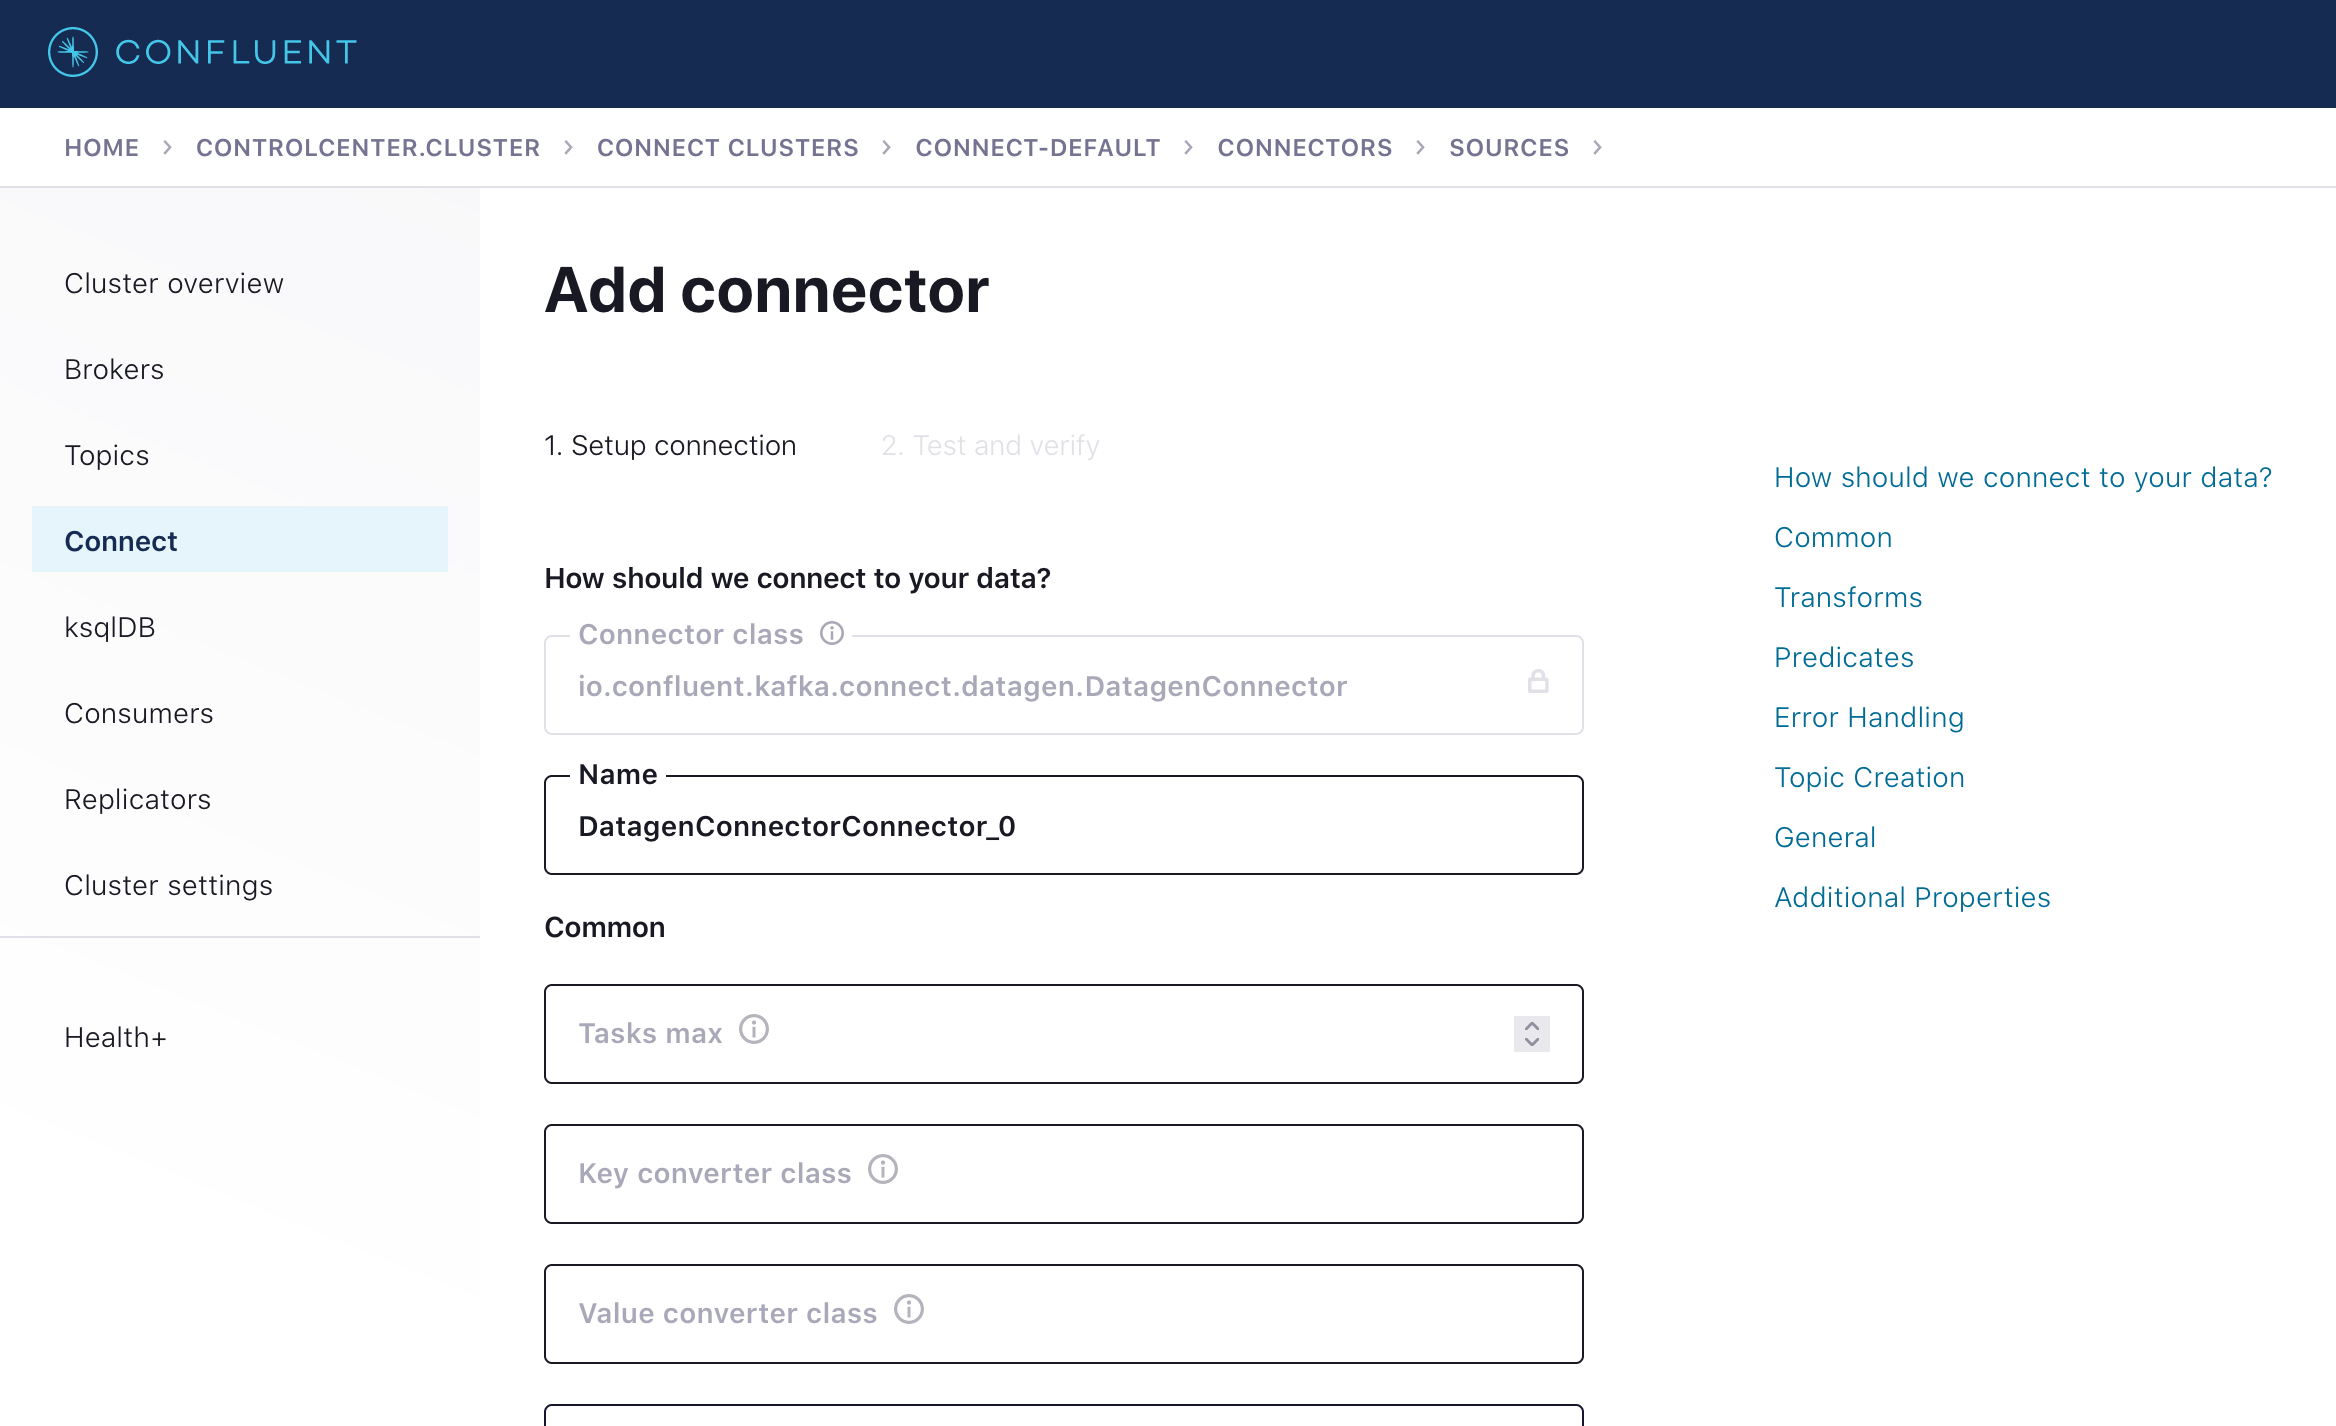 CONFLUENT
HOME > CONTROLCENTER.CLUSTER > CONNECT CLUSTERS > CONNECT-DEFAULT > CONNECTORS > SOURCES >
Cluster overview
Brokers
Topics
Connect
ksqlDB
Consumers
Replicators
Cluster settings
Health+
Add connector
1. Setup connection
2. Test and verify
How should we connect to your data?
Connector class
io.confluent.kafka.connect.datagen.DatagenConnector
Name
DatagenConnectorConnector_0
Common
Tasks max
Key converter class
Value converter class
How should we connect to your data?
Common
Transforms
Predicates
Error Handling
Topic Creation
General
Additional Properties